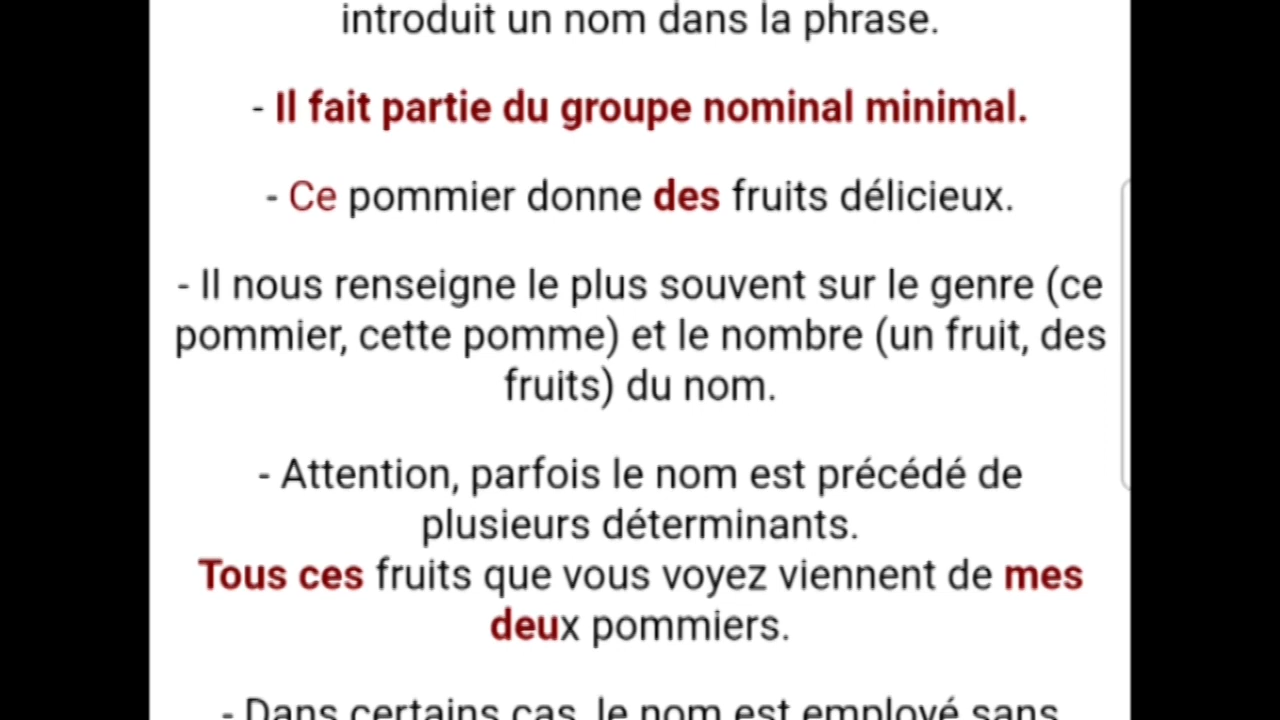 introduit un nom dans la phrase.
- Il fait partie du groupe nominal minimal.
- Ce pommier donne des fruits délicieux.
- Il nous renseigne le plus souvent sur le genre (ce
pommier, cette pomme) et le nombre (un fruit, des
fruits) du nom.
- Attention, parfois le nom est précédé de
plusieurs déterminants.
Tous ces fruits que vous voyez viennent de mes
deux pommiers.
- Dans certains cas, le nom est employé sans